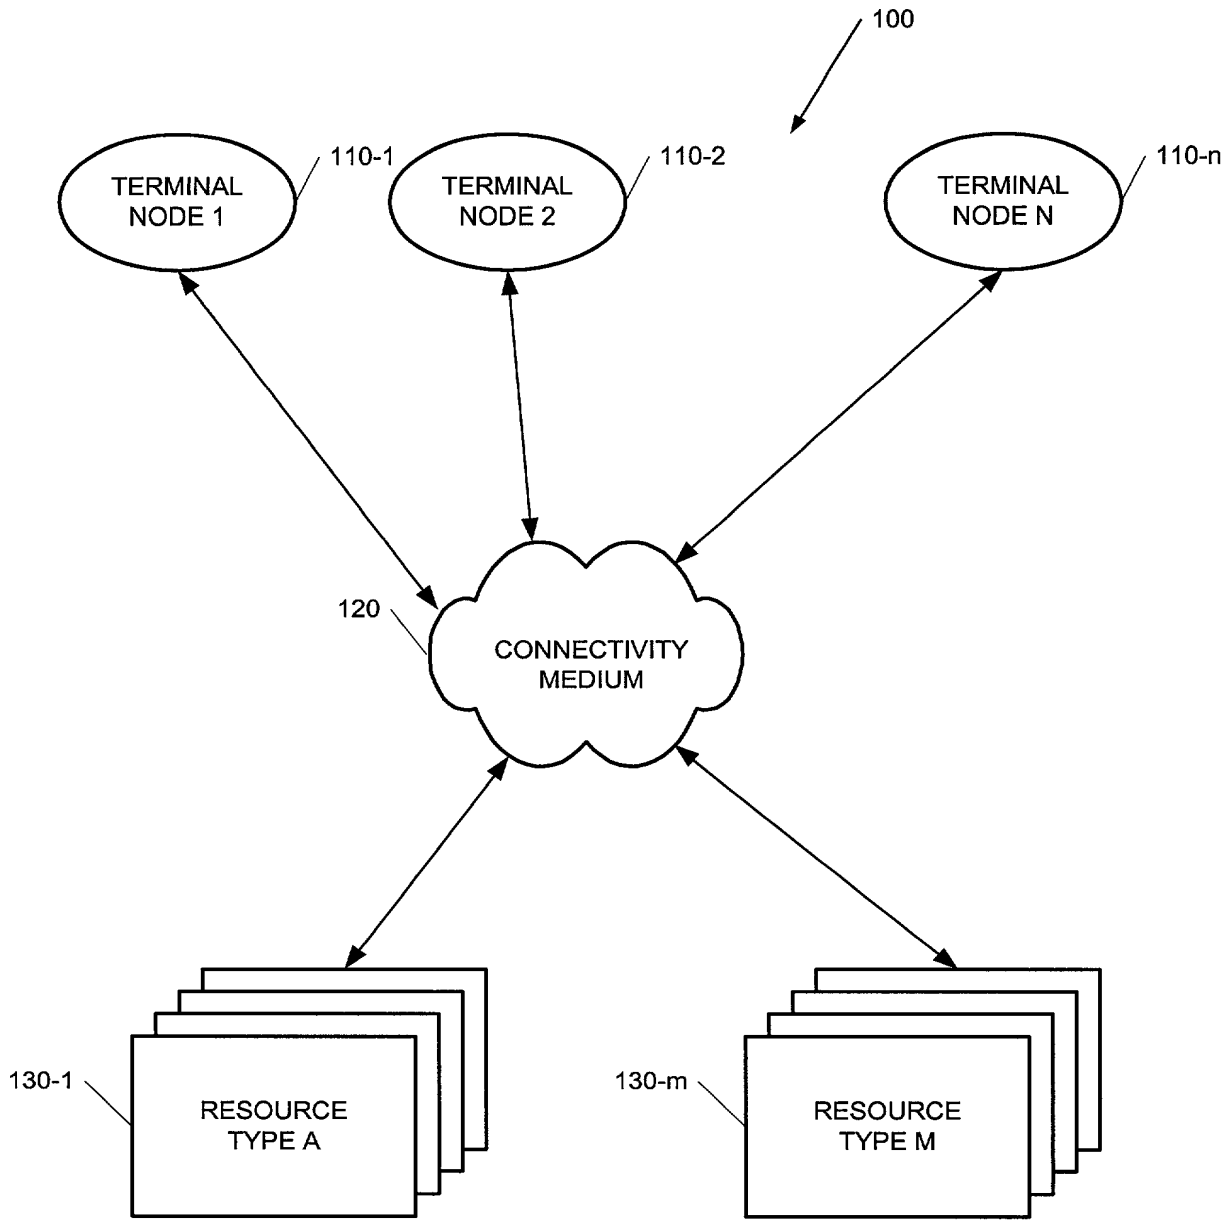 100
110-1
110-2
110-n
TERMINAL
NODE 1
TERMINAL
NODE 2
TERMINAL
NODE N
120
CONNECTIVITY
MEDIUM
130-1
RESOURCE
TYPE A
130-m
RESOURCE
TYPE M